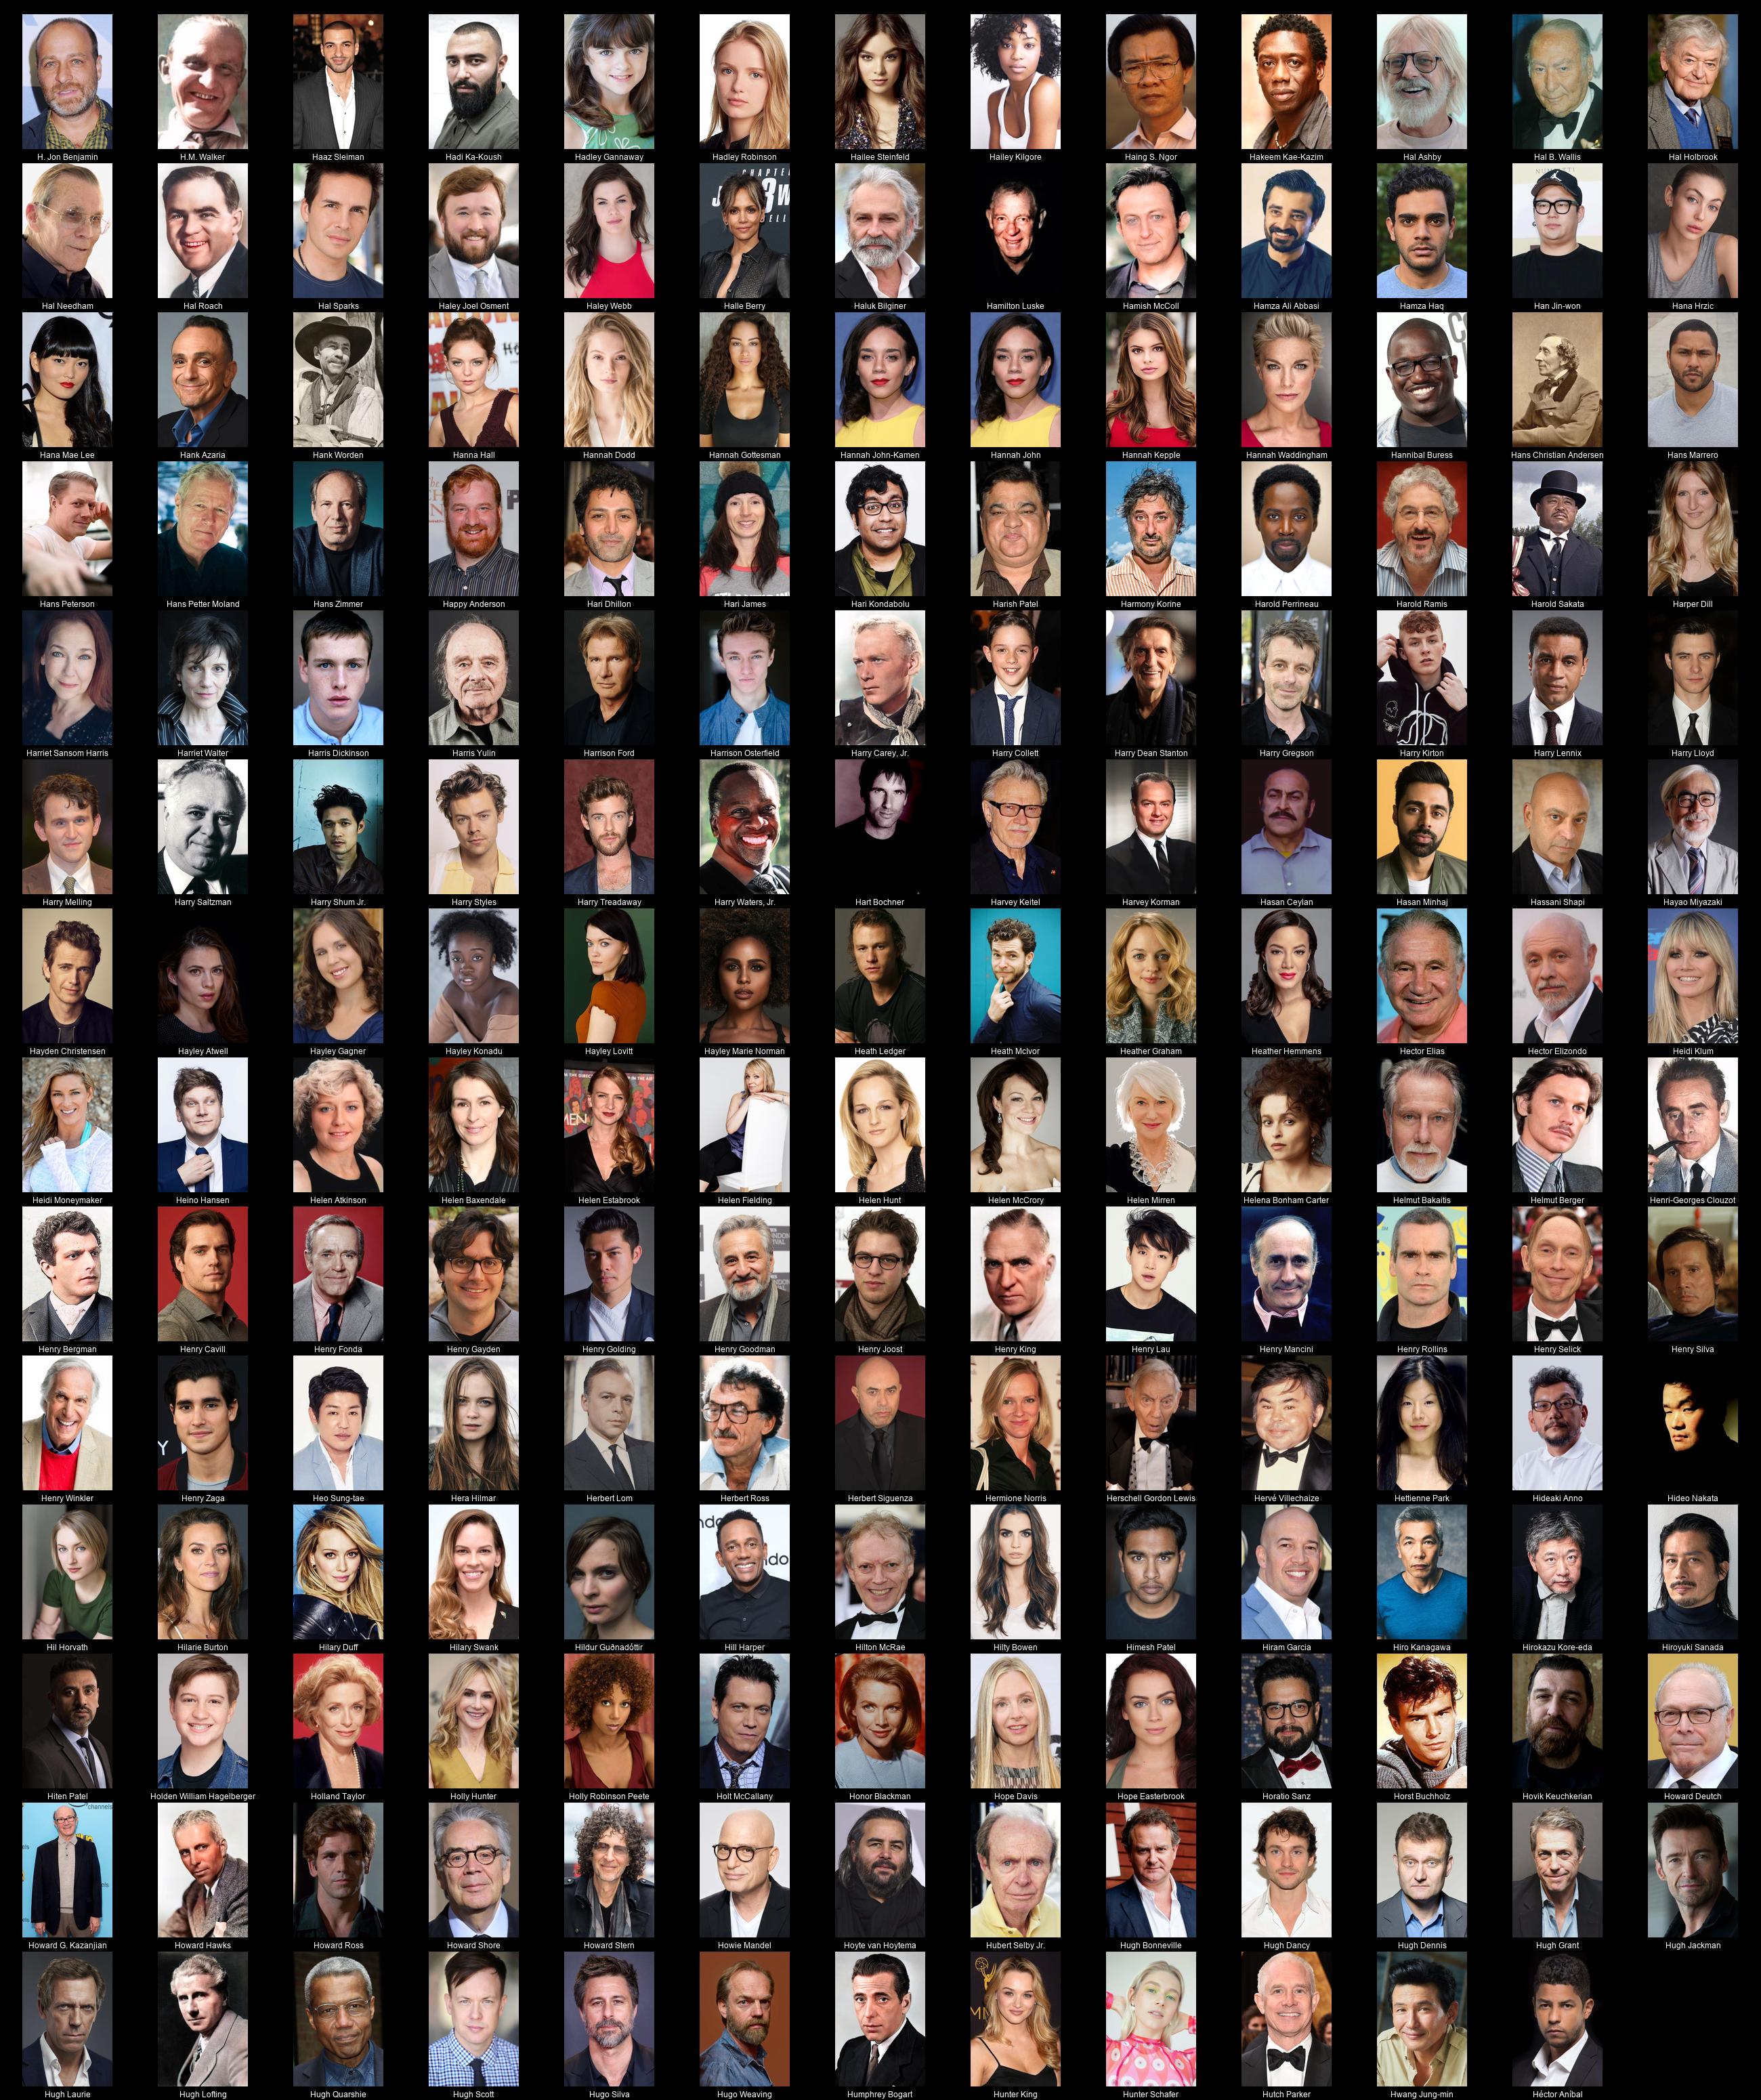 H. Jon Benjamin H.M. Walker Haaz Sleiman Hadi Ka-Koush Hadley Gannaway Hadley Robinson Hailee Steinfeld Hailey Kilgore Haing S. Ngor Hakeem Kae-Kazim Hal Ashby Hal B. Wallis Hal Holbrook
Hal Needham Hal Roach Hal Sparks Haley Joel Osment Haley Webb Halle Berry Haluk Bilginer Hamilton Luske Hamish McColl Hamza Ali Abbasi Hamza Haq Han Jin-won Hana Hrzic
Hana Mae Lee Hank Azaria Hank Worden Hanna Hall Hannah Dodd Hannah Gottesman Hannah John-Kamen Hannah John Hannah Kepple Hannah Waddingham Hannibal Buress Hans Christian Andersen Hans Marrero
Hans Peterson Hans Petter Moland Hans Zimmer Happy Anderson Hari Dhillon Hari James Hari Kondabolu Harish Patel Harmony Korine Harold Perrineau Harold Ramis Harold Sakata Harper Dill
Harriet Sansom Harris Harriet Walter Harris Dickinson Harris Yulin Harrison Ford Harrison Osterfield Harry Carey, Jr. Harry Collett Harry Dean Stanton Harry Gregson Harry Kirton Harry Lennix Harry Lloyd
Harry Melling Harry Saltzman Harry Shum Jr. Harry Styles Harry Treadaway Harry Waters, Jr. Hart Bochner Harvey Keitel Harvey Korman Hasan Ceylan Hasan Minhaj Hassani Shapi Hayao Miyazaki
Hayden Christensen Hayley Atwell Hayley Gagner Hayley Konadu Hayley Lovitt Hayley Marie Norman Heath Ledger Heath McIvor Heather Graham Heather Hemmens Hector Elias Hector Elizondo Heidi Klum
Heidi Moneymaker Heino Hansen Helen Atkinson Helen Baxendale Helen Estabrook Helen Fielding Helen Hunt Helen McCrory Helen Mirren Helena Bonham Carter Helmut Bakaitis Helmut Berger Henri-Georges Clouzot
Henry Bergman Henry Cavill Henry Fonda Henry Gayden Henry Golding Henry Goodman Henry Joost Henry King Henry Lau Henry Mancini Henry Rollins Henry Selick Henry Silva
Henry Winkler Henry Zaga Heo Sung-tae Hera Hilmar Herbert Lom Herbert Ross Herbert Siguenza Hermione Norris Herschell Gordon Lewis Hervé Villechaize Hettienne Park Hideaki Anno Hideo Nakata
Hil Horvath Hilarie Burton Hilary Duff Hilary Swank Hildur Guðnadóttir Hill Harper Hilton McRae Hilty Bowen Himesh Patel Hiram Garcia Hiro Kanagawa Hirokazu Kore-eda Hiroyuki Sanada
Hiten Patel Holden William Hagelberger Holland Taylor Holly Hunter Holly Robinson Peete Holt McCallany Honor Blackman Hope Davis Hope Easterbrook Horatio Sanz Horst Buchholz Hovik Keuchkerian Howard Deutch
Howard G. Kazanjian Howard Hawks Howard Ross Howard Shore Howard Stern Howie Mandel Hoyte van Hoytema Hubert Selby Jr. Hugh Bonneville Hugh Dancy Hugh Dennis Hugh Grant Hugh Jackman
Hugh Laurie Hugh Lofting Hugh Quarshie Hugh Scott Hugo Silva Hugo Weaving Humphrey Bogart Hunter King Hunter Schafer Hutch Parker Hwang Jung-min Héctor Aníbal